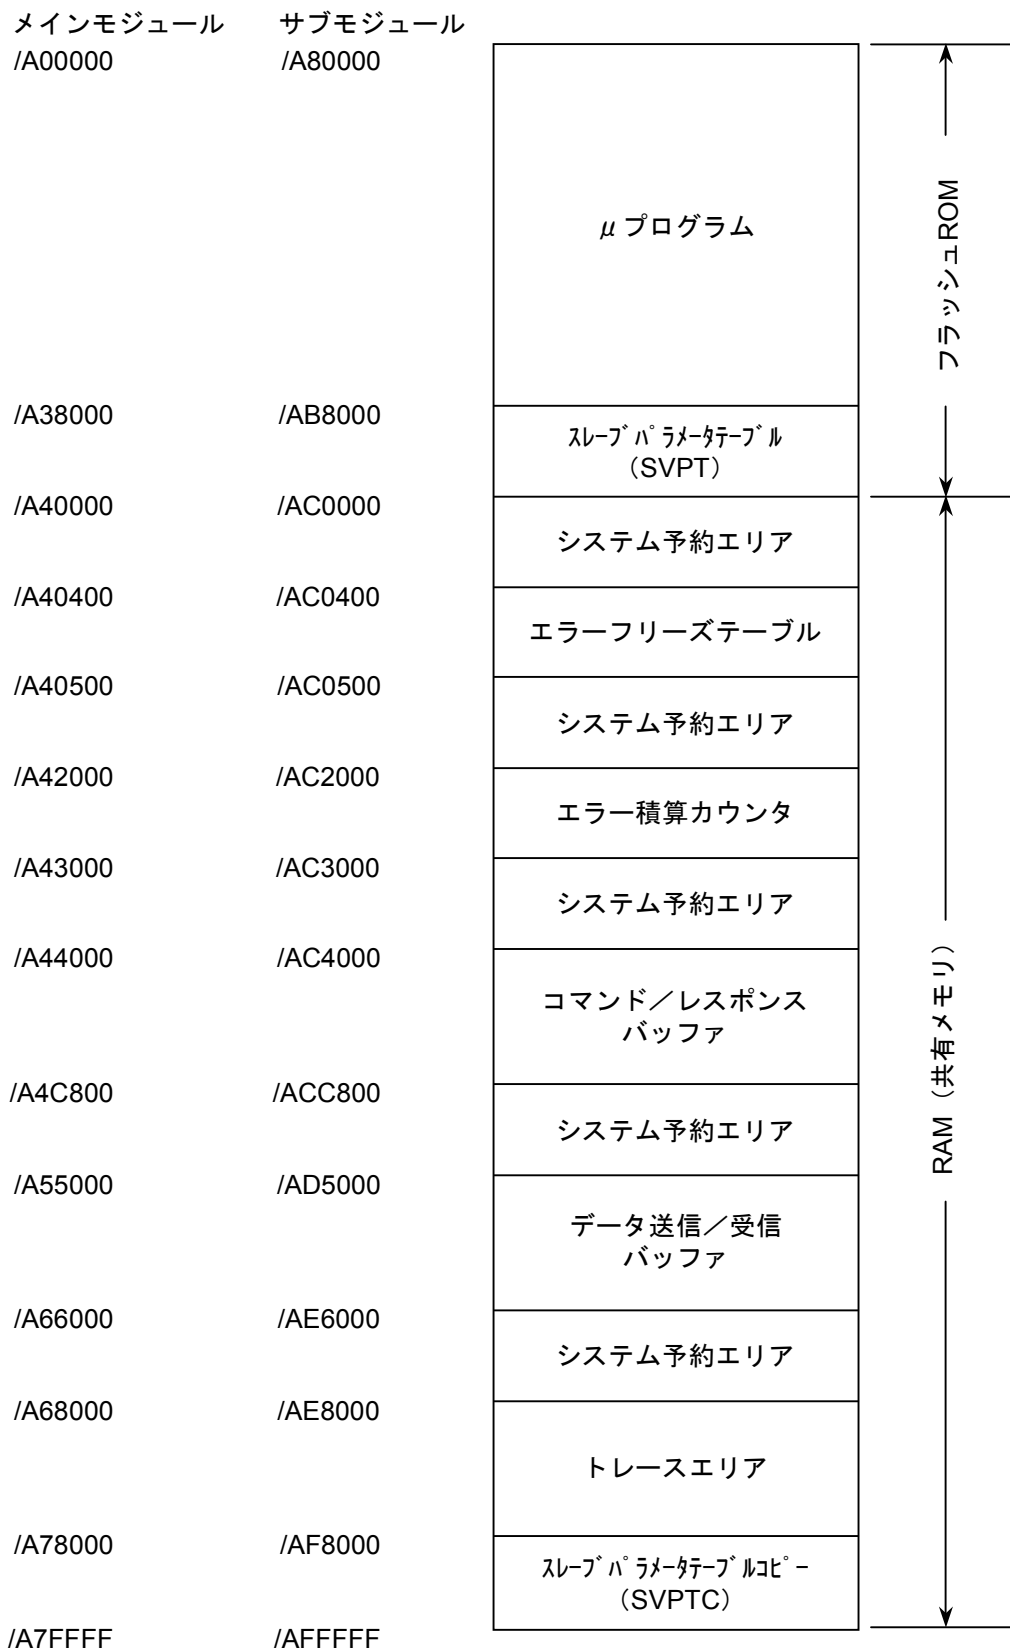 メインモジュール サブモジュール
/A00000 /A80000
μプログラム
フラッシュROM
/A38000 /AB8000
ｽﾚｰﾌﾞﾊﾟﾗﾒｰﾀﾃｰﾌﾞﾙ
（SVPT）
/A40000 /AC0000
システム予約エリア
/A40400 /AC0400
エラーフリーズテーブル
/A40500 /AC0500
システム予約エリア
/A42000 /AC2000
エラー積算カウンタ
/A43000 /AC3000
システム予約エリア
/A44000 /AC4000
コマンド／レスポンス
バッファ
RAM（共有メモリ）
/A4C800 /ACC800
システム予約エリア
/A55000 /AD5000
データ送信／受信
バッファ
/A66000 /AE6000
システム予約エリア
/A68000 /AE8000
トレースエリア
/A78000 /AF8000
ｽﾚｰﾌﾞﾊﾟﾗﾒｰﾀﾃｰﾌﾞﾙｺﾋﾟｰ
（SVPTC）
/A7FFFF /AFFFFF